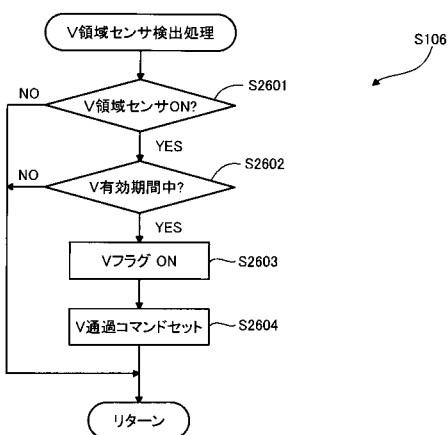 V領域センサ検出処理
S106
V領域センサON?
S2601
NO
YES
V有効期間中?
S2602
NO
YES
Vフラグ ON
S2603
V通過コマンドセット
S2604
リターン